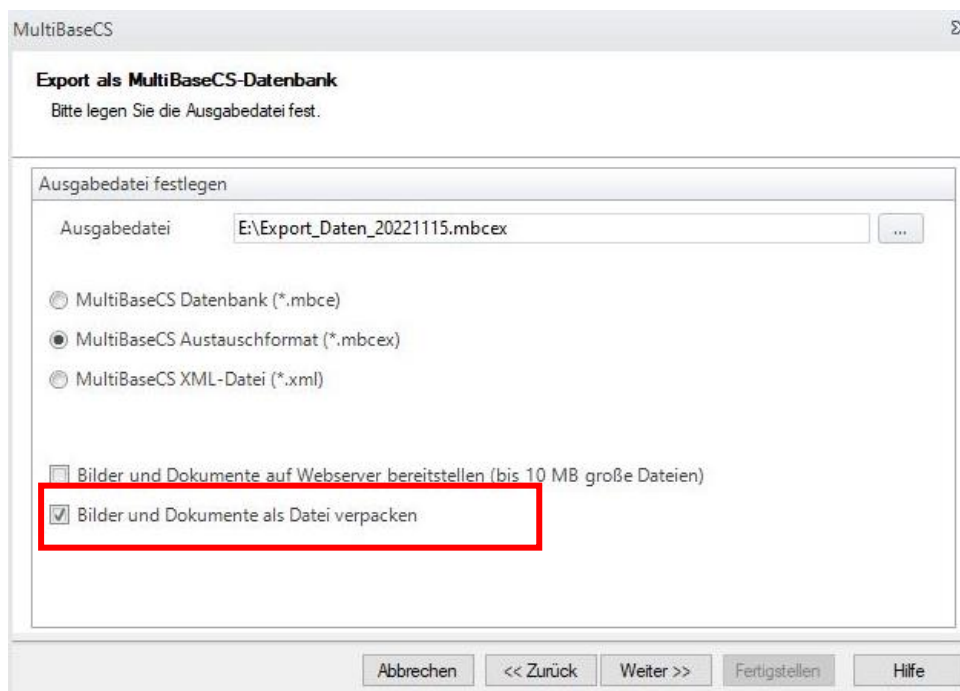 MultiBaseCS
Export als MultiBaseCS-Datenbank
Bitte legen Sie die Ausgabedatei fest.
Ausgabedatei festlegen
Ausgabedatei E:\Export_Daten_20221115.mbcex ...
MultiBaseCS Datenbank (*.mbce)
MultiBaseCS Austauschformat (*.mbcex)
MultiBaseCS XML-Datei (*.xml)
Bilder und Dokumente auf Webserver bereitstellen (bis 10 MB große Dateien)
Bilder und Dokumente als Datei verpacken
Abbrechen << Zurück Weiter >> Fertigstellen Hilfe